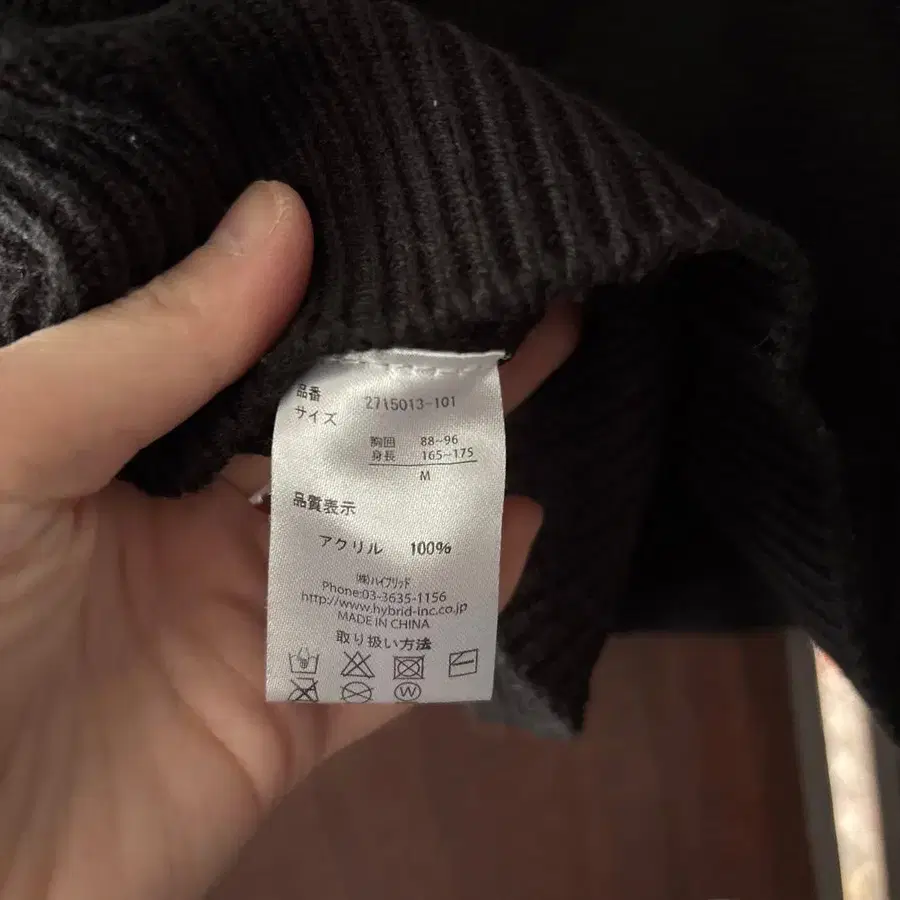 品番 2715013-101
サイズ
胸囲 88~96
身長 165~175
M
品質表示
アクリル 100%
(株)ハイブリッド
Phone:03-3635-1156
http://www.hybrid-inc.co.jp
MADE IN CHINA
取り扱い方法
W